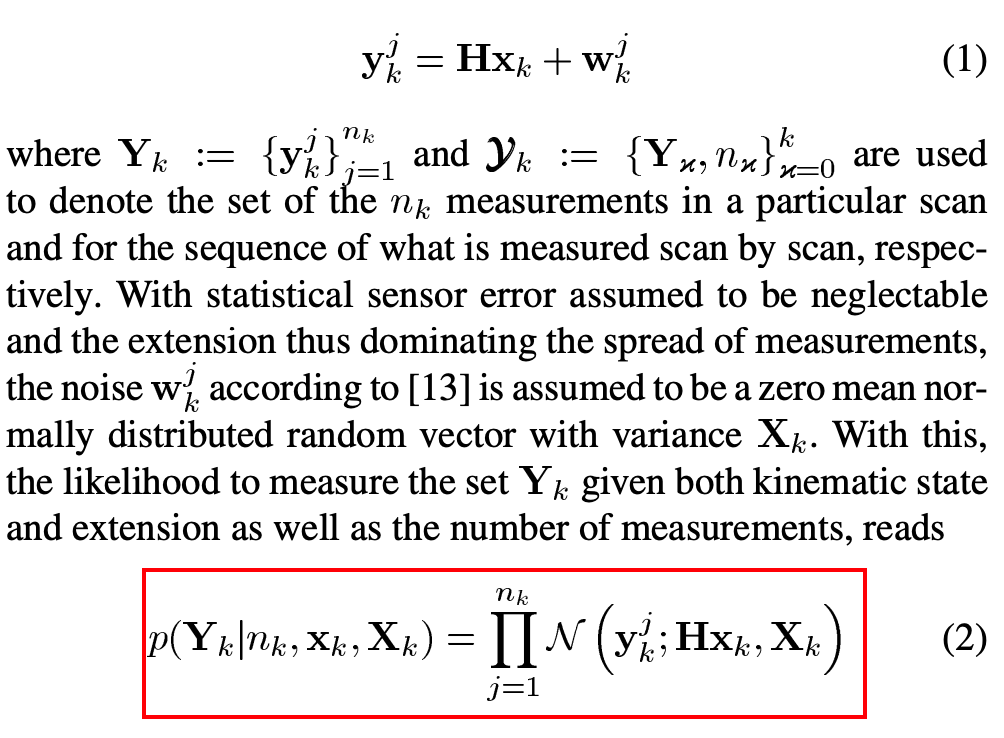 $$\mathbf{y}_k^j = \mathbf{H}\mathbf{x}_k + \mathbf{w}_k^j \quad (1)$$
where $\mathbf{Y}_k := \{\mathbf{y}_k^j\}_{j=1}^{n_k}$ and $\boldsymbol{\mathcal{Y}}_k := \{\mathbf{Y}_\varkappa, n_\varkappa\}_{\varkappa=0}^{k}$ are used
to denote the set of the $n_k$ measurements in a particular scan
and for the sequence of what is measured scan by scan, respec-
tively. With statistical sensor error assumed to be neglectable
and the extension thus dominating the spread of measurements,
the noise $\mathbf{w}_k^j$ according to [13] is assumed to be a zero mean nor-
mally distributed random vector with variance $\mathbf{X}_k$. With this,
the likelihood to measure the set $\mathbf{Y}_k$ given both kinematic state
and extension as well as the number of measurements, reads
$$p(\mathbf{Y}_k|n_k, \mathbf{x}_k, \mathbf{X}_k) = \prod_{j=1}^{n_k} \mathcal{N}\left(\mathbf{y}_k^j; \mathbf{H}\mathbf{x}_k, \mathbf{X}_k\right) \quad (2)$$